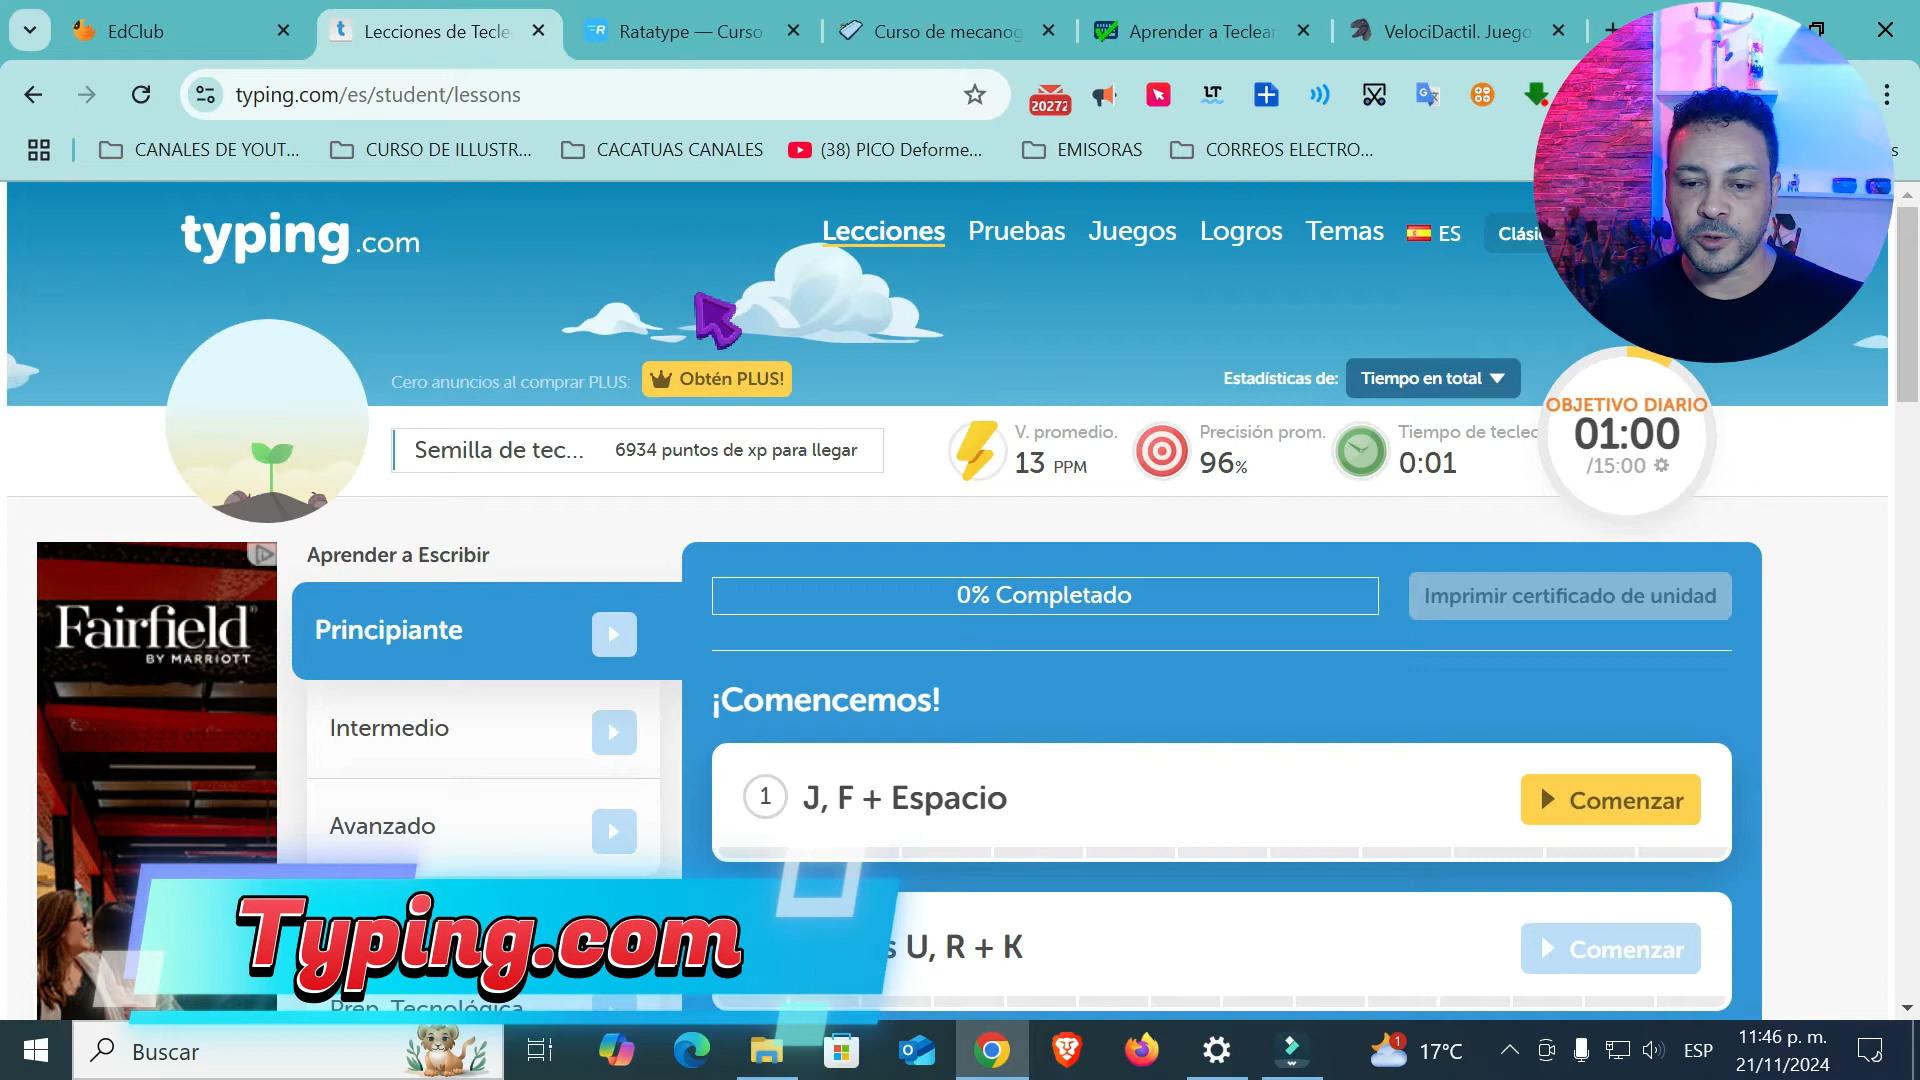 EdClub
Lecciones de Tecle
Ratatype — Curso
Curso de mecanog
Aprender a Teclear
VelociDactil. Juego
typing.com/es/student/lessons
20272
LT
CANALES DE YOUT...
CURSO DE ILLUSTR...
CACATUAS CANALES
(38) PICO Deforme...
EMISORAS
CORREOS ELECTRO...
typing.com
Lecciones
Pruebas
Juegos
Logros
Temas
ES
Cero anuncios al comprar PLUS:
Obtén PLUS!
Estadísticas de:
Tiempo en total
Semilla de tec...
6934 puntos de xp para llegar
V. promedio.
13 PPM
Precisión prom.
96%
Tiempo de teclec
0:01
OBJETIVO DIARIO
01:00
/15:00
Aprender a Escribir
Fairfield
BY MARRIOTT
Principiante
Intermedio
Avanzado
Prep. Tecnológica
0% Completado
Imprimir certificado de unidad
¡Comencemos!
1
J, F + Espacio
Comenzar
U, R + K
Comenzar
Typing.com
Buscar
1
17°C
ESP
11:46 p. m.
21/11/2024